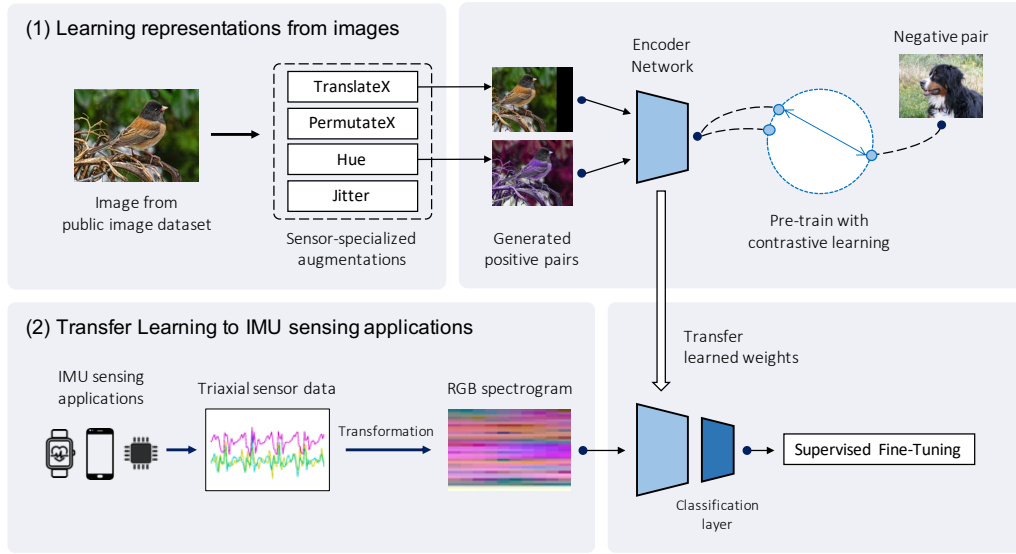 (1) Learning representations from images
Image from
public image dataset
TranslateX
PermutateX
Hue
Jitter
Sensor-specialized
augmentations
Generated
positive pairs
Encoder
Network
Negative pair
Pre-train with
contrastive learning
(2) Transfer Learning to IMU sensing applications
IMU sensing
applications
Triaxial sensor data
Transformation
RGB spectrogram
Transfer
learned weights
Classification
layer
Supervised Fine-Tuning